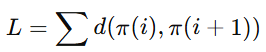 L = ∑ d(π(i), π(i + 1))